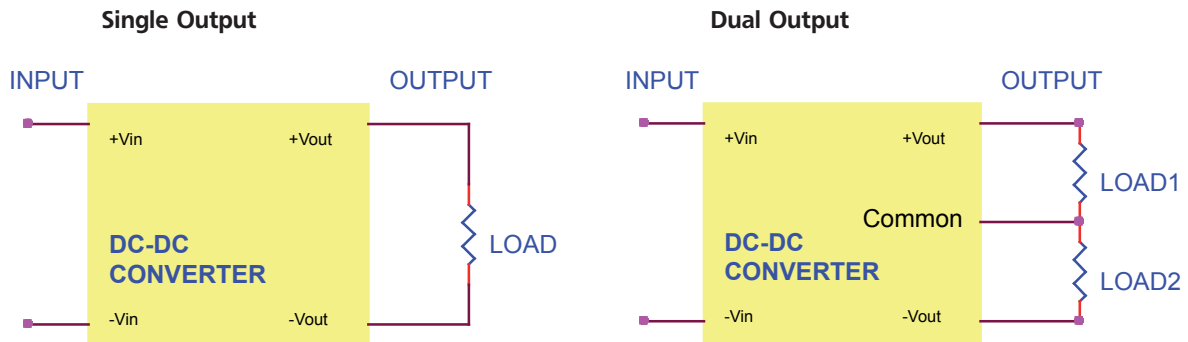 Single Output
INPUT
OUTPUT
+Vin
+Vout
DC-DC
CONVERTER
LOAD
-Vin
-Vout
Dual Output
INPUT
OUTPUT
+Vin
+Vout
LOAD1
Common
DC-DC
CONVERTER
LOAD2
-Vin
-Vout